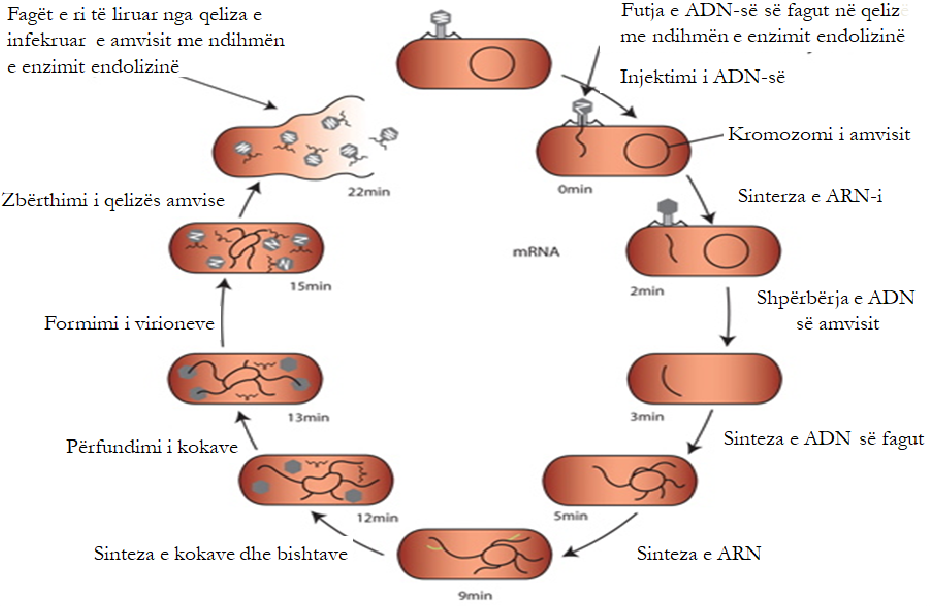 Fagët e ri të liruar nga qeliza e
infekruar e amvisit me ndihmën
e enzimit endolizinë
Futja e ADN-së së fagut në qelizë
me ndihmën e enzimit endolizinë
Injektimi i ADN-së
Kromozomi i amvisit
0min
Sinterza e ARN-i
mRNA
2min
Shpërbërja e ADN
së amvisit
3min
Sinteza e ADN së fagut
5min
Sinteza e ARN
9min
Sinteza e kokave dhe bishtave
12min
Përfundimi i kokave
13min
Formimi i virioneve
15min
Zbërthimi i qelizës amvise
22min